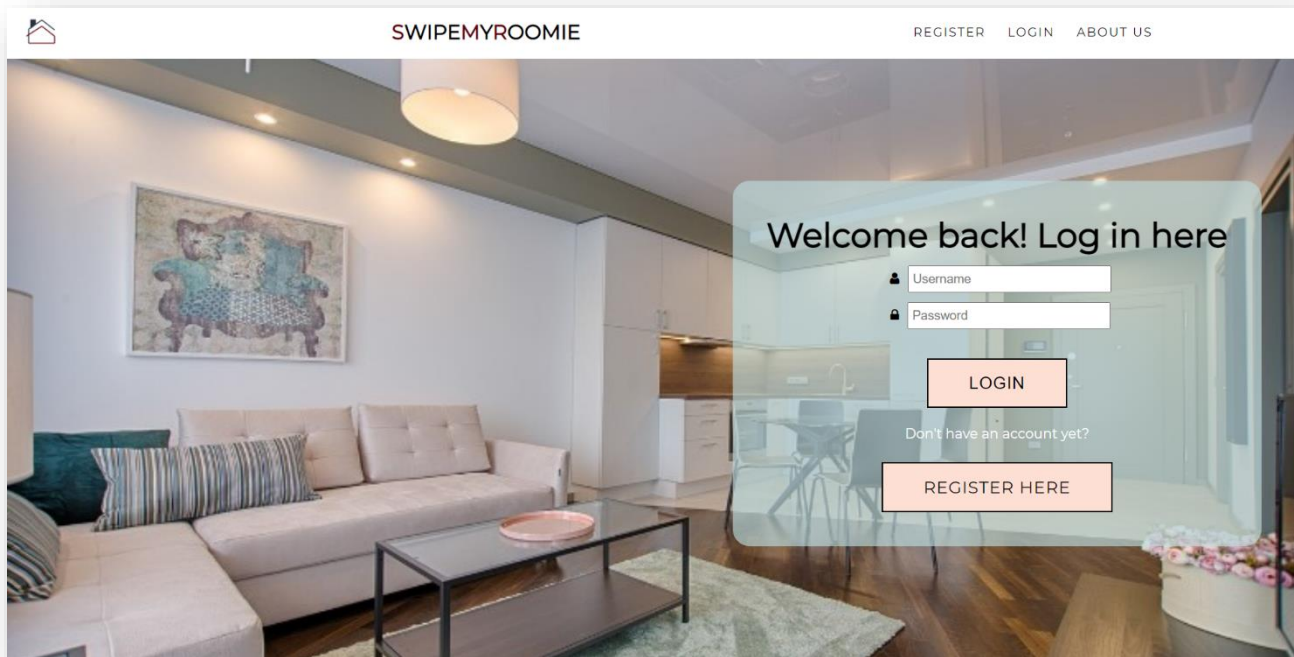 SWIPEMYROOMIE
REGISTER LOGIN ABOUT US
Welcome back! Log in here
Username
Password
LOGIN
Don't have an account yet?
REGISTER HERE